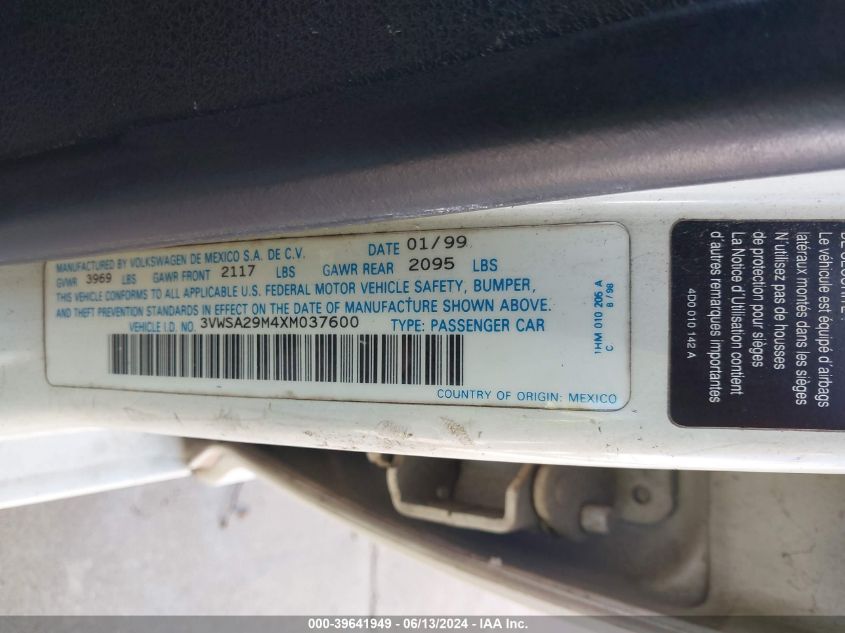 MANUFACTURED BY VOLKSWAGEN DE MEXICO S.A. DE C.V. DATE 01/99
GVWR 3969 LBS GAWR FRONT 2117 LBS GAWR REAR 2095 LBS
THIS VEHICLE CONFORMS TO ALL APPLICABLE U.S. FEDERAL MOTOR VEHICLE SAFETY, BUMPER,
AND THEFT PREVENTION STANDARDS IN EFFECT ON THE DATE OF MANUFACTURE SHOWN ABOVE.
VEHICLE I.D. NO. 3VWSA29M4XM037600 TYPE: PASSENGER CAR
COUNTRY OF ORIGIN: MEXICO
1HM 010 205 A
C 8 / 98
4D0 010 142 A
Le véhicule est équipé d'airbags
latéraux montés dans les sièges
N'utilisez pas de housses
de protection pour sièges
La Notice d'Utilisation contient
d'autres remarques importantes
000-39641949 - 06/13/2024 - IAA Inc.